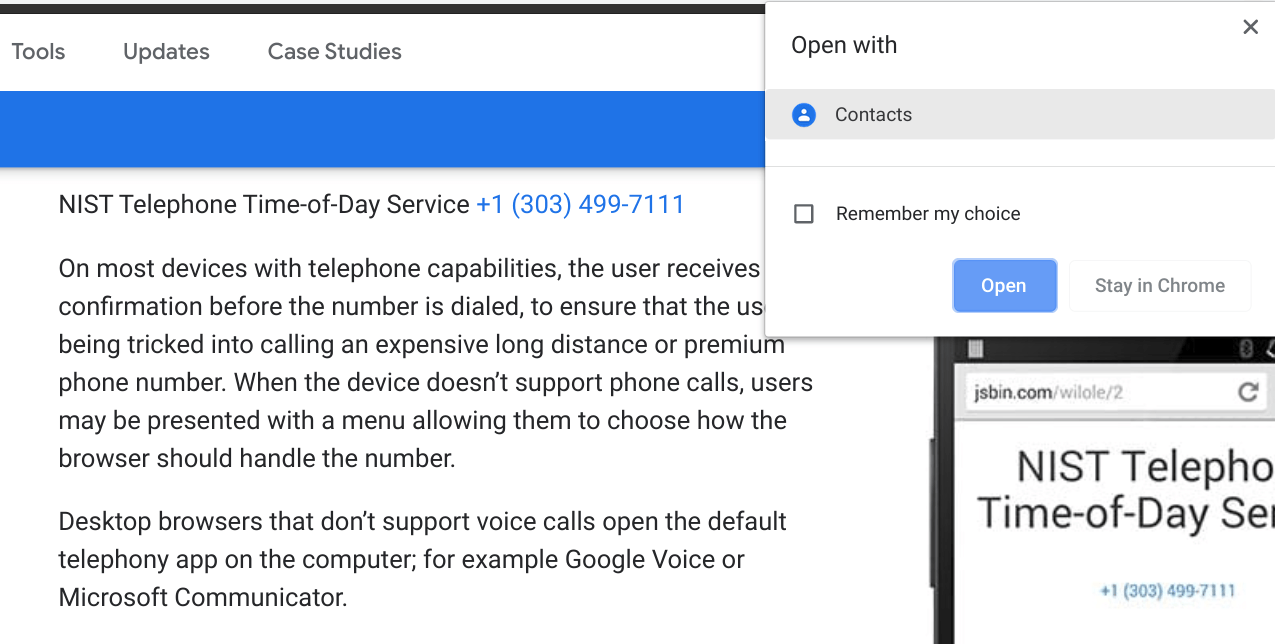 Tools Updates Case Studies
Open with
Contacts
Remember my choice
Open Stay in Chrome
NIST Telephone Time-of-Day Service +1 (303) 499-7111
On most devices with telephone capabilities, the user receives
confirmation before the number is dialed, to ensure that the
being tricked into calling an expensive long distance or premium
phone number. When the device doesn’t support phone calls, users
may be presented with a menu allowing them to choose how the
browser should handle the number.
Desktop browsers that don’t support voice calls open the default
telephony app on the computer; for example Google Voice or
Microsoft Communicator.
jsbin.com/wilole/2
NIST Telepho
Time-of-Day Ser
+1 (303) 499-7111